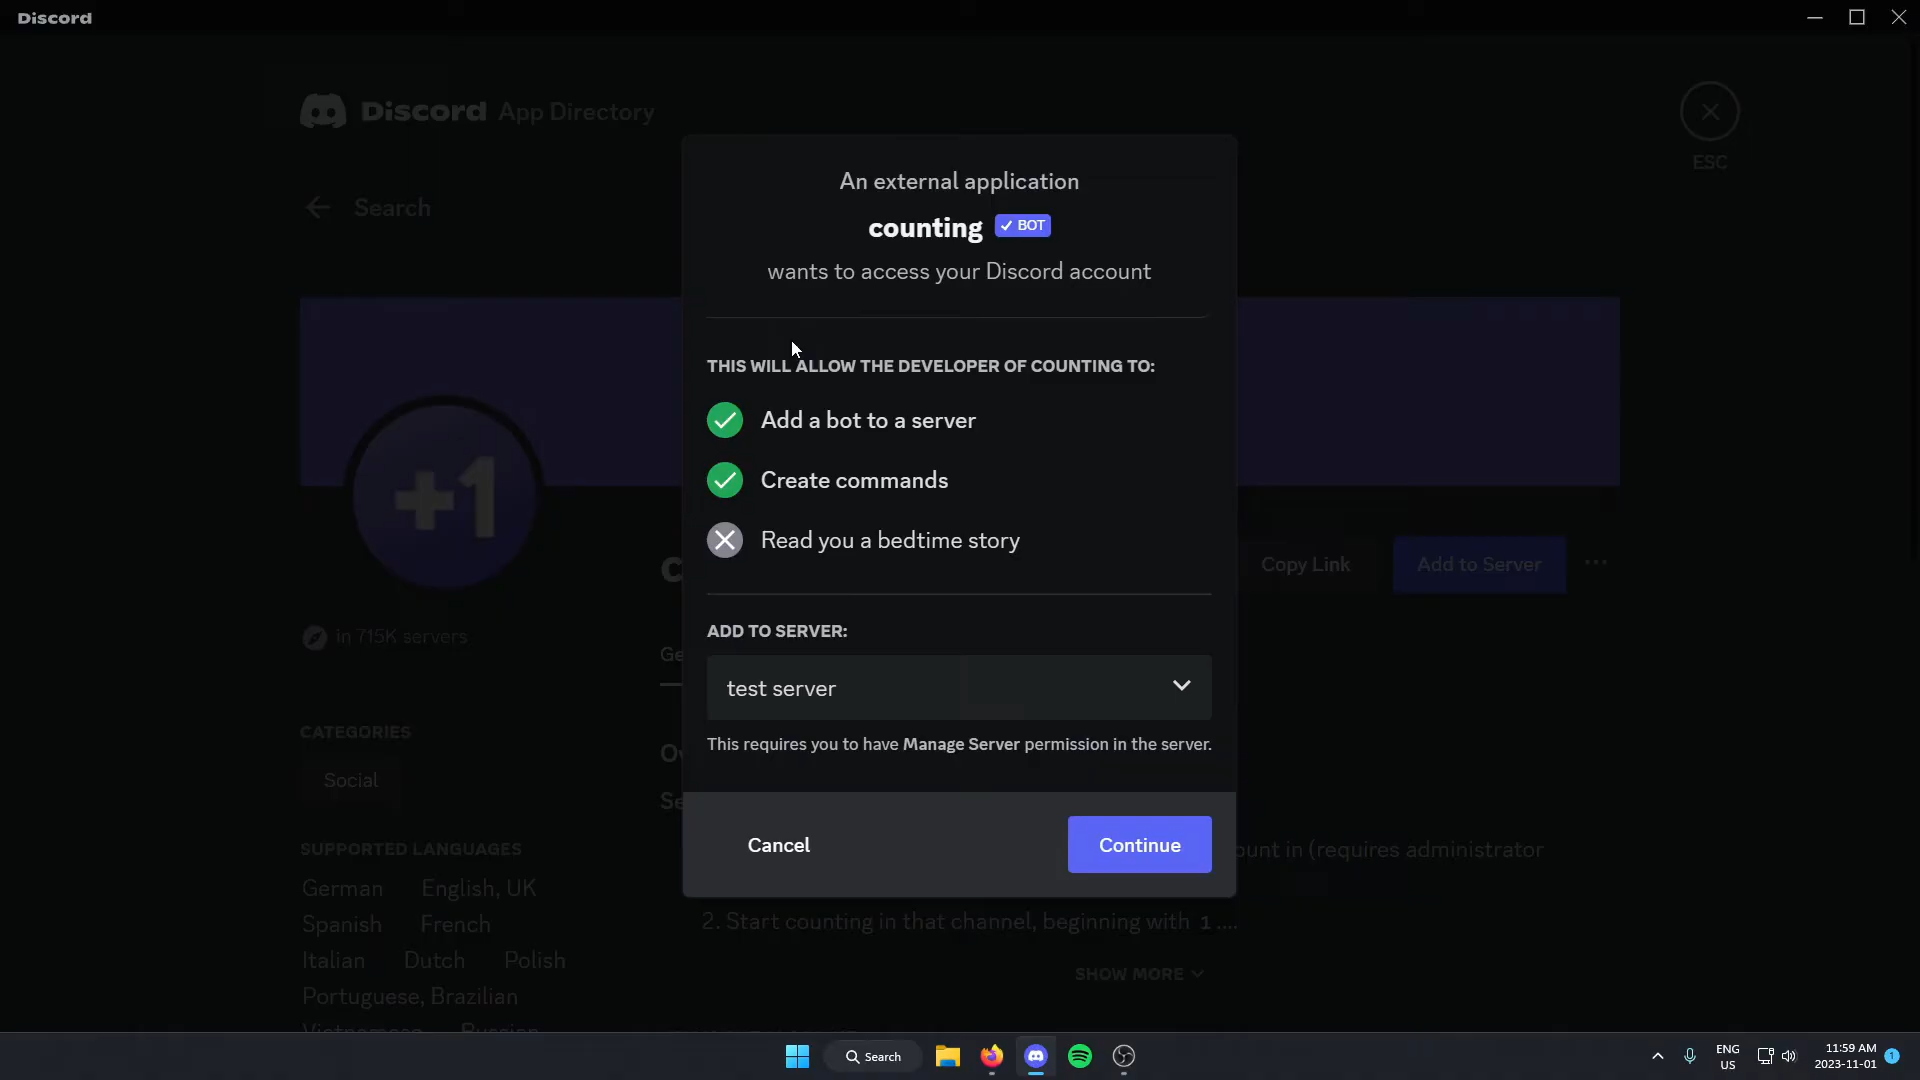 Discord
Discord App Directory
ESC
Search
An external application
counting ✓ BOT
wants to access your Discord account
THIS WILL ALLOW THE DEVELOPER OF COUNTING TO:
Add a bot to a server
Create commands
Read you a bedtime story
+1
Copy Link
Add to Server
in 715K servers
ADD TO SERVER:
test server
This requires you to have Manage Server permission in the server.
CATEGORIES
Social
Cancel
Continue
(requires administrator
SUPPORTED LANGUAGES
German English, UK
Spanish French
Italian Dutch Polish
Portuguese, Brazilian
Vietnamese Russian
2. Start counting in that channel, beginning with 1....
SHOW MORE
Search
ENG
US
11:59 AM
2023-11-01
1